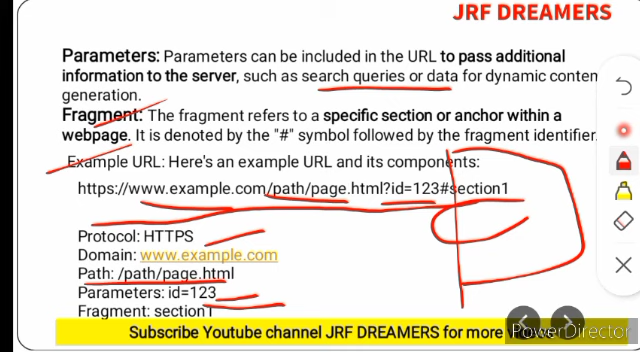 JRF DREAMERS
Parameters: Parameters can be included in the URL to pass additional
information to the server, such as search queries or data for dynamic conten
generation.
Fragment: The fragment refers to a specific section or anchor within a
webpage. It is denoted by the "#" symbol followed by the fragment identifier.
Example URL: Here's an example URL and its components:
https://www.example.com/path/page.html?id=123#section1
Protocol: HTTPS
Domain: www.example.com
Path: /path/page.html
Parameters: id=123
Fragment: section1
Subscribe Youtube channel JRF DREAMERS for more
PowerDirector